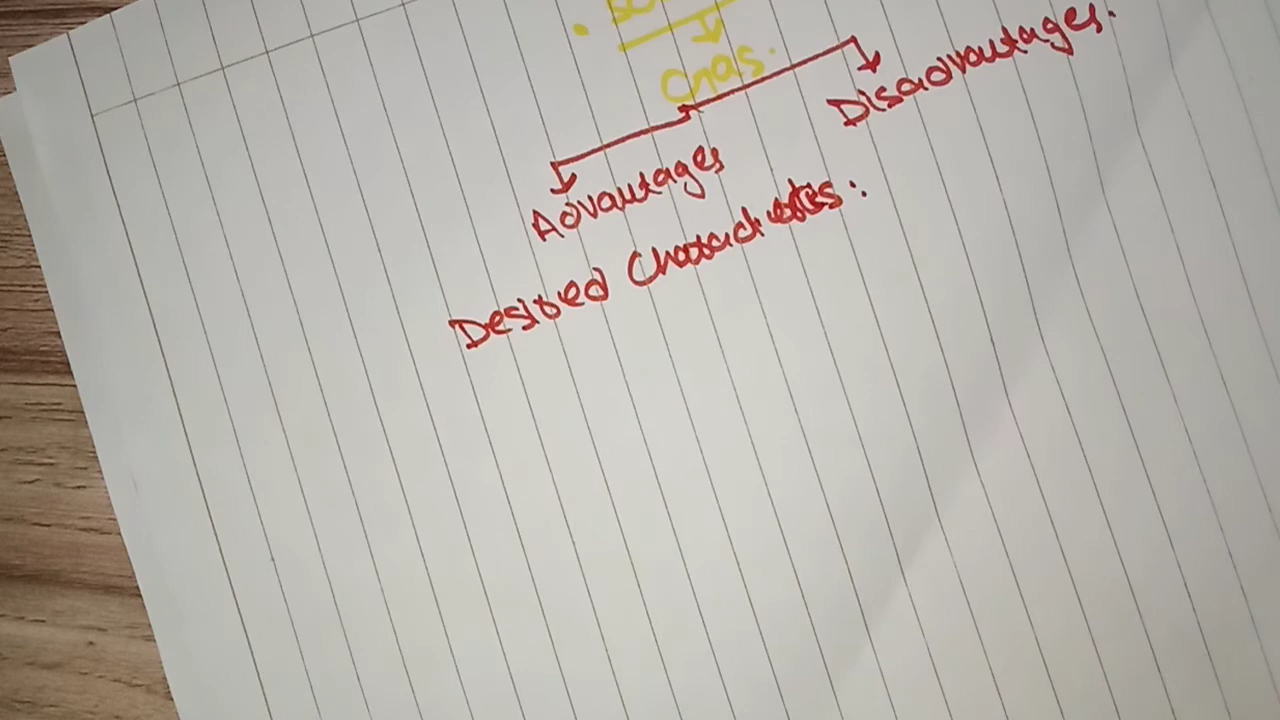 Gas.
Disadvantages.
Advantages
Desired Characteristics: